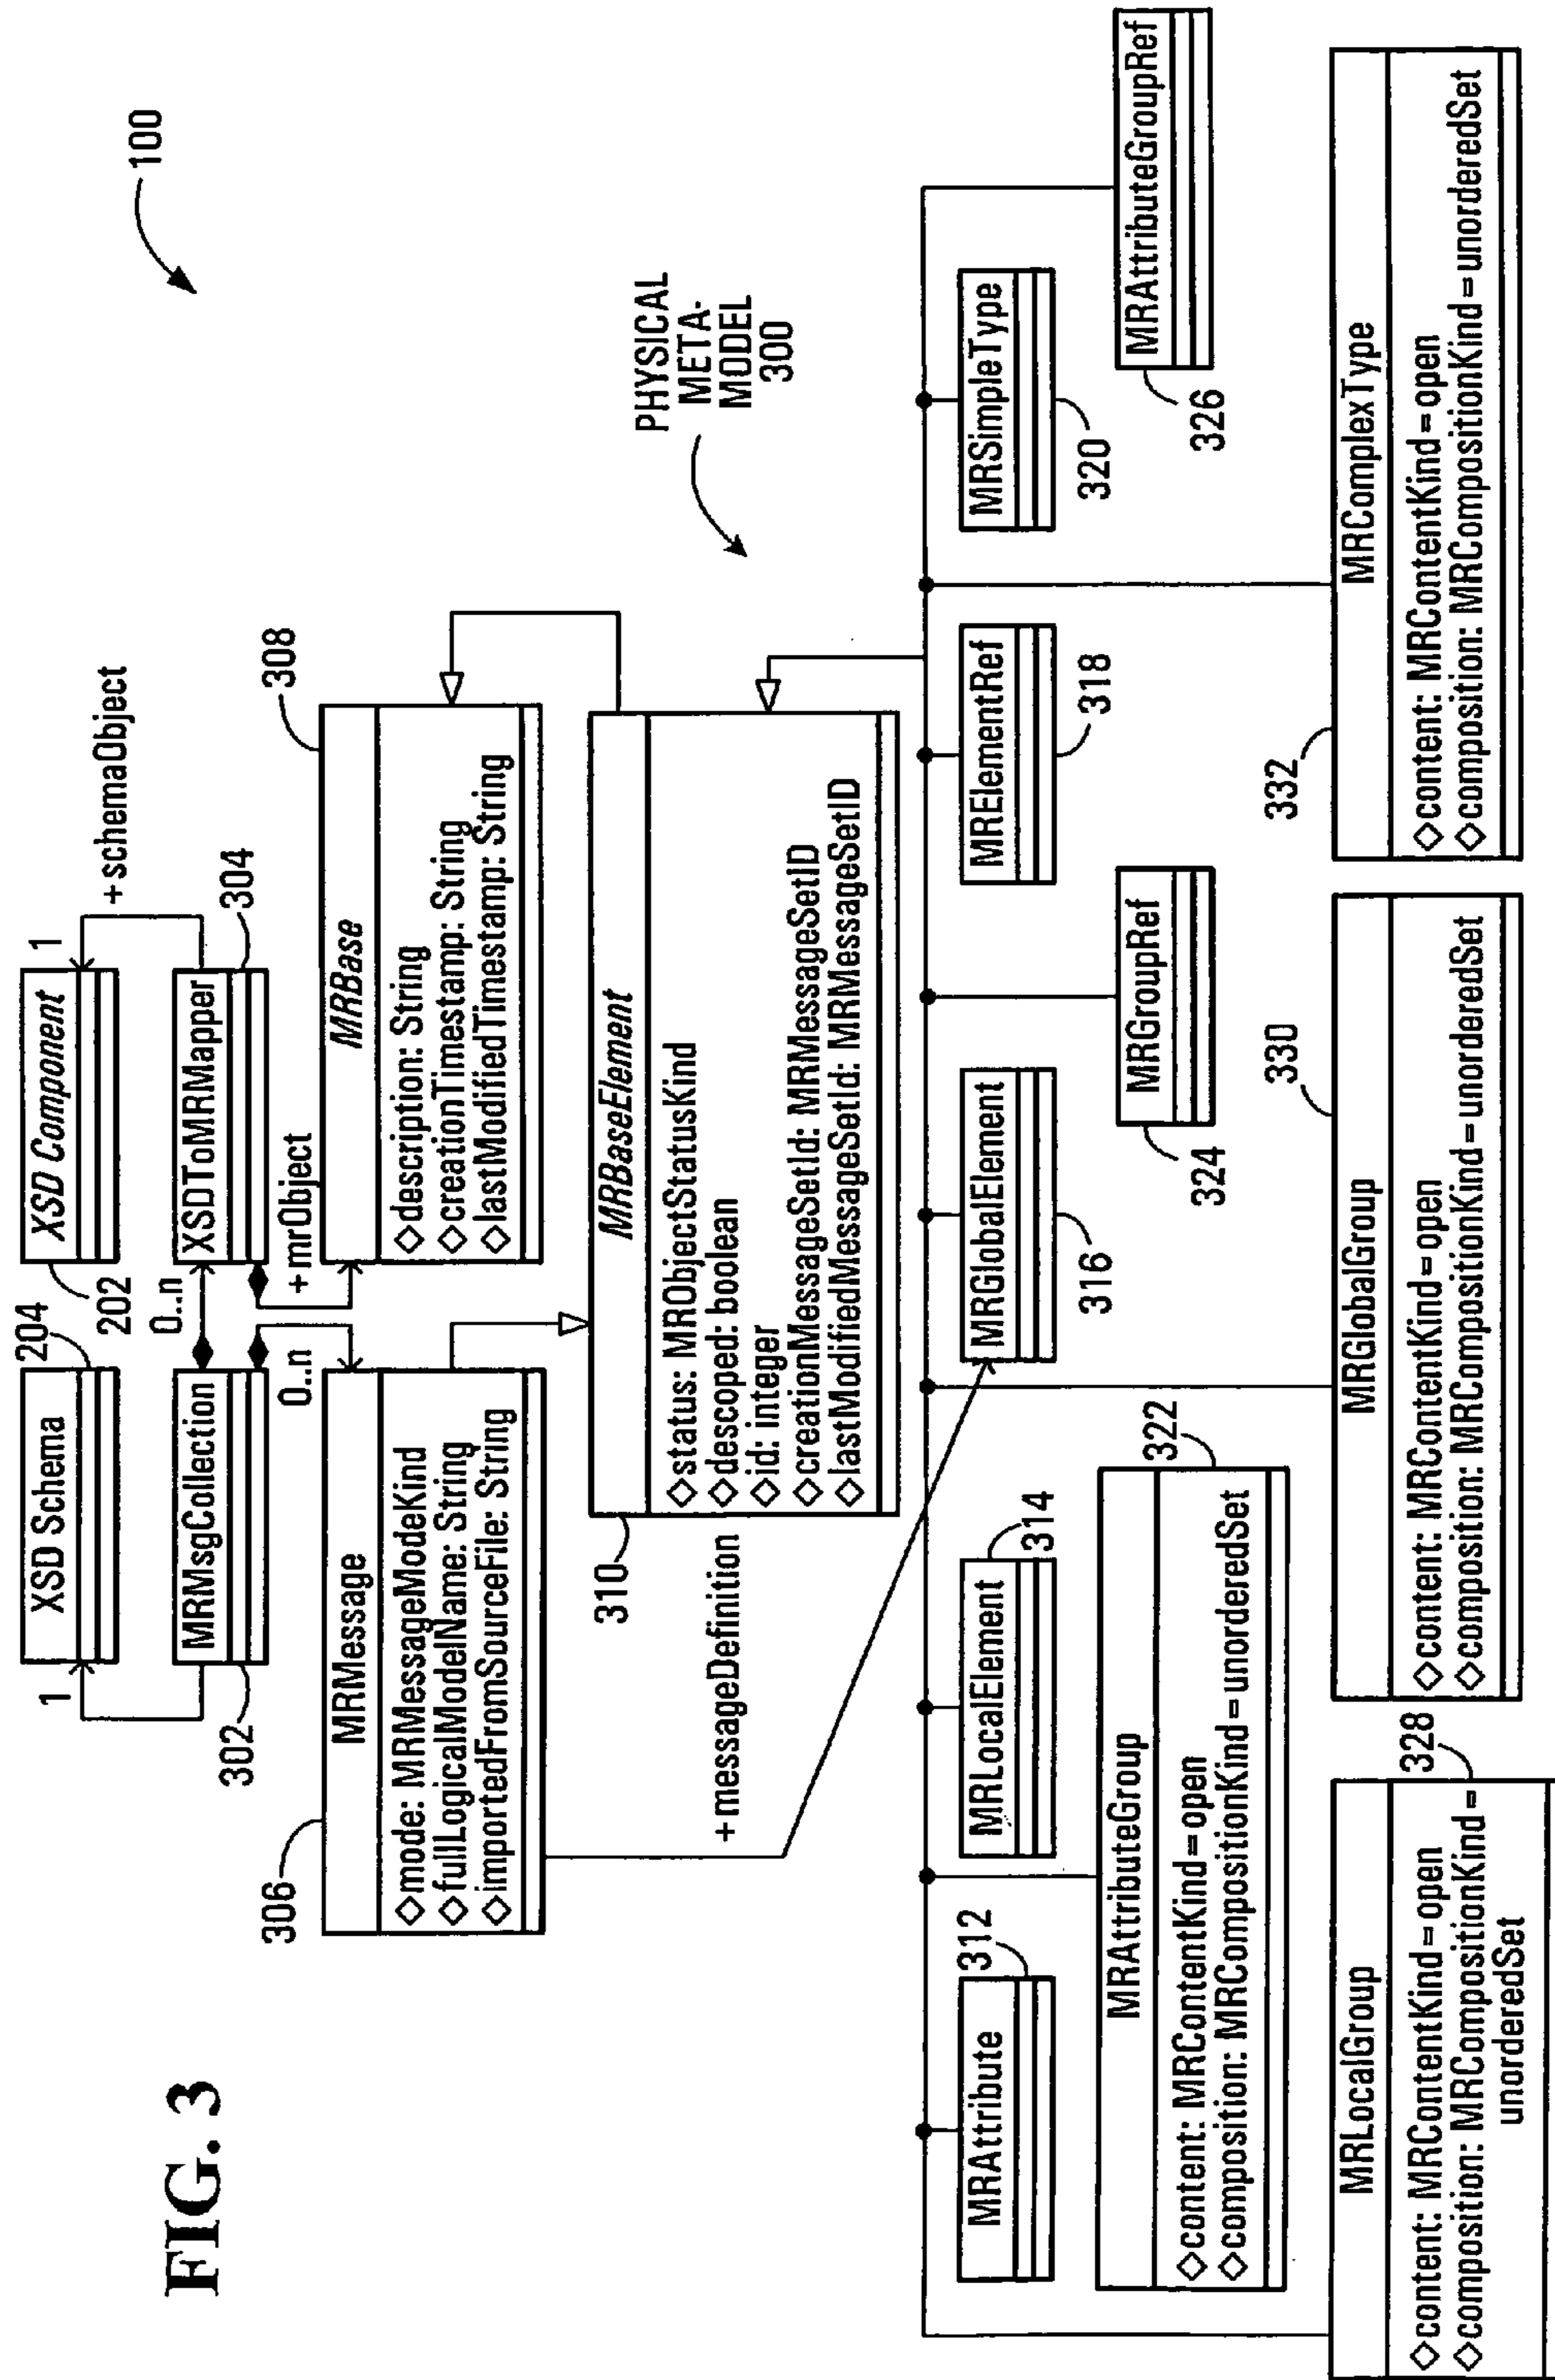 FIG. 3
100
XSD Schema
204
XSD Component
202
1
1
+schemaObject
0..n
MRMsgCollection
302
XSDToMRMapper
304
0..n
+mrObject
306
MRMessage
◇mode: MRMessageModeKind
◇fullLogicalModelName: String
◇importedFromSourceFile: String
MRBase
308
◇description: String
◇creationTimestamp: String
◇lastModifiedTimestamp: String
PHYSICAL
META-
MODEL
300
310
MRBaseElement
◇status: MRObjectStatusKind
◇descoped: boolean
◇id: integer
◇creationMessageSetId: MRMessageSetID
◇lastModifiedMessageSetId: MRMessageSetID
+messageDefinition
MRAttribute
312
MRLocalElement
314
MRGlobalElement
316
MRElementRef
318
MRSimpleType
320
MRAttributeGroup
322
◇content: MRContentKind=open
◇composition: MRCompositionKind=unorderedSet
MRGroupRef
324
MRAttributeGroupRef
326
MRLocalGroup
328
◇content: MRContentKind=open
◇composition: MRCompositionKind=
unorderedSet
MRGlobalGroup
330
◇content: MRContentKind=open
◇composition: MRCompositionKind=unorderedSet
332
MRComplexType
◇content: MRContentKind=open
◇composition: MRCompositionKind=unorderedSet